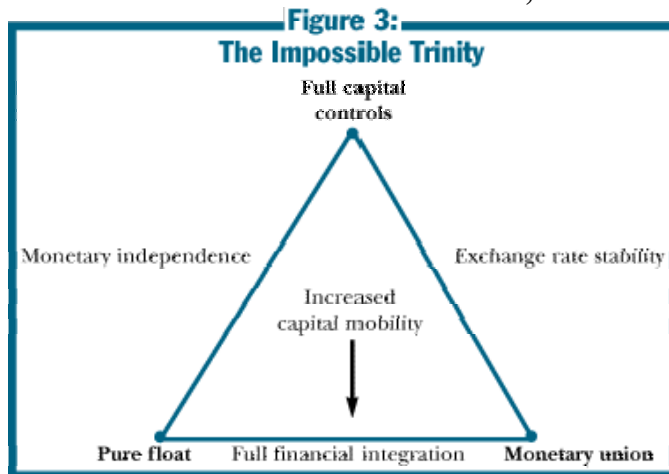 Figure 3:
The Impossible Trinity
Full capital
controls
Monetary independence
Exchange rate stability
Increased
capital mobility
Pure float
Full financial integration
Monetary union